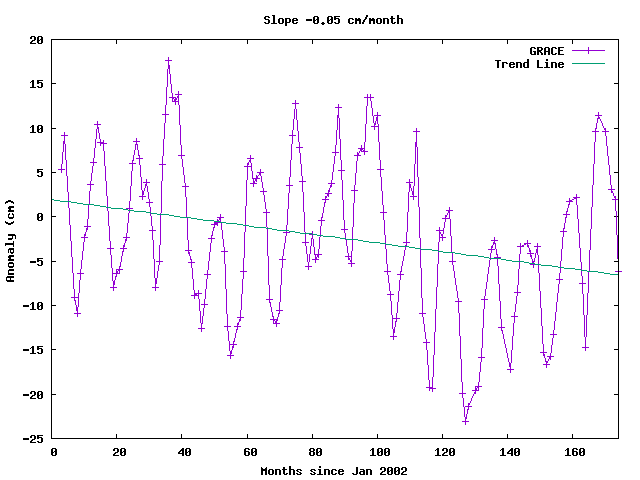 Slope -0.05 cm/month
GRACE
Trend Line
20
15
10
5
0
-5
-10
-15
-20
-25
Anomaly (cm)
0 20 40 60 80 100 120 140 160
Months since Jan 2002